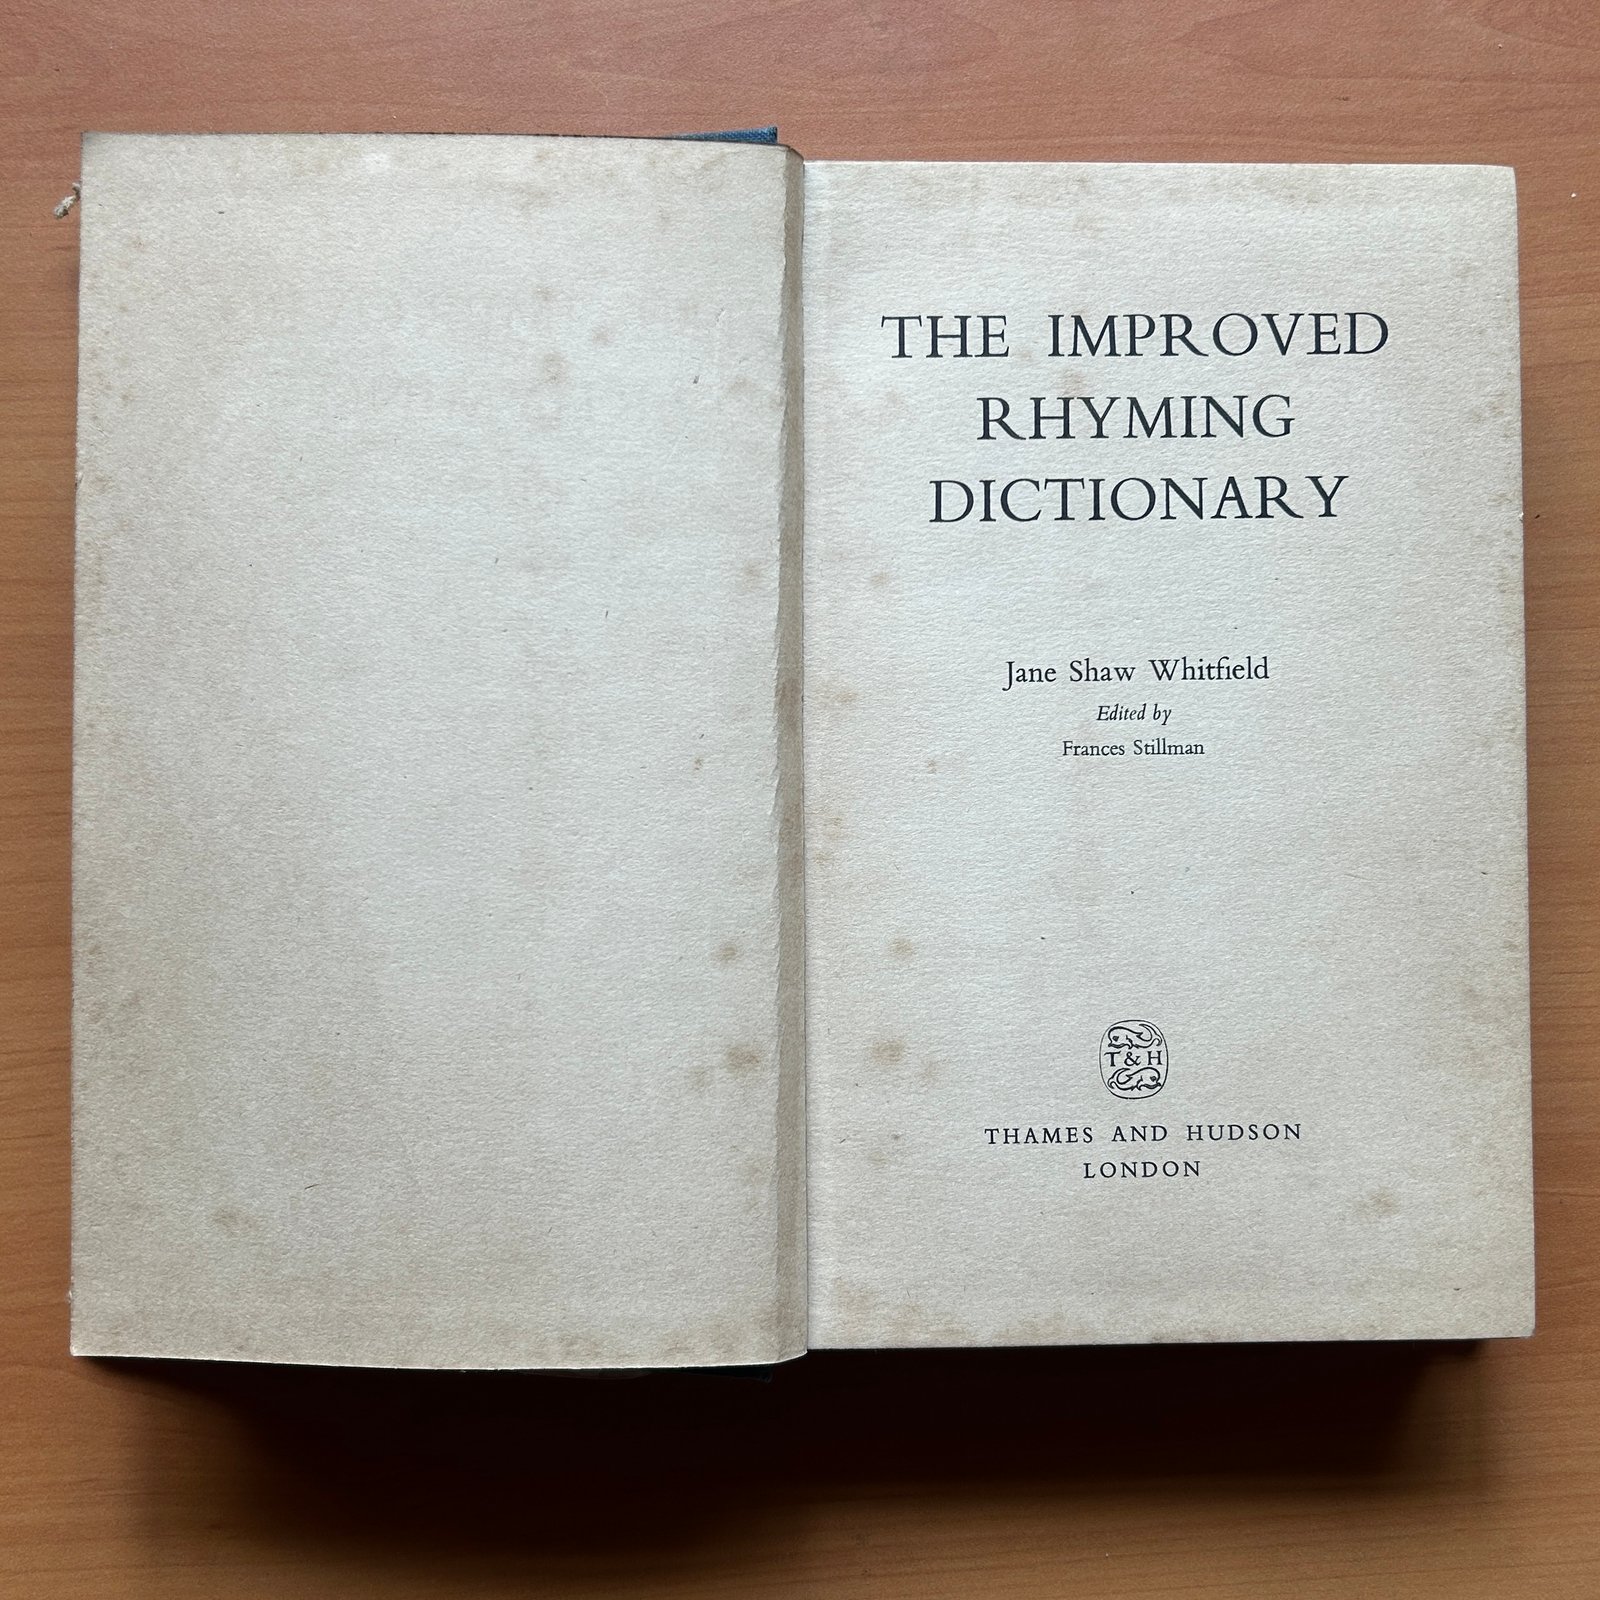 THE IMPROVED
RHYMING
DICTIONARY
Jane Shaw Whitfield
Edited by
Frances Stillman
T & H
THAMES AND HUDSON
LONDON